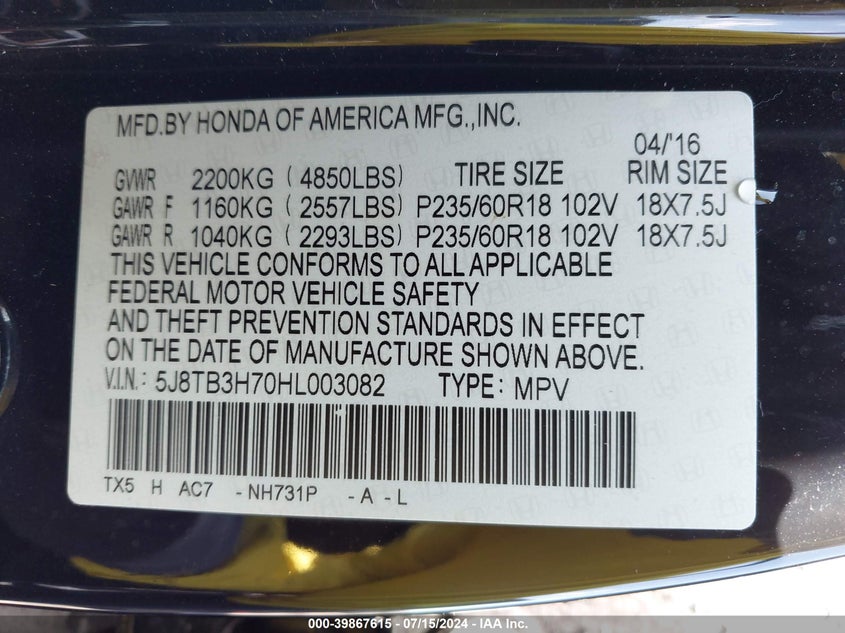 MFD.BY HONDA OF AMERICA MFG.,INC.
04/'16
GVWR 2200KG ( 4850LBS) TIRE SIZE RIM SIZE
GAWR F 1160KG ( 2557LBS) P235/60R18 102V 18X7.5J
GAWR R 1040KG ( 2293LBS) P235/60R18 102V 18X7.5J
THIS VEHICLE CONFORMS TO ALL APPLICABLE
FEDERAL MOTOR VEHICLE SAFETY
AND THEFT PREVENTION STANDARDS IN EFFECT
ON THE DATE OF MANUFACTURE SHOWN ABOVE.
V.I.N.: 5J8TB3H70HL003082 TYPE: MPV
TX5 H AC7 - NH731P - A - L
000-39867615 / 07/15/2024 / IAA Inc.